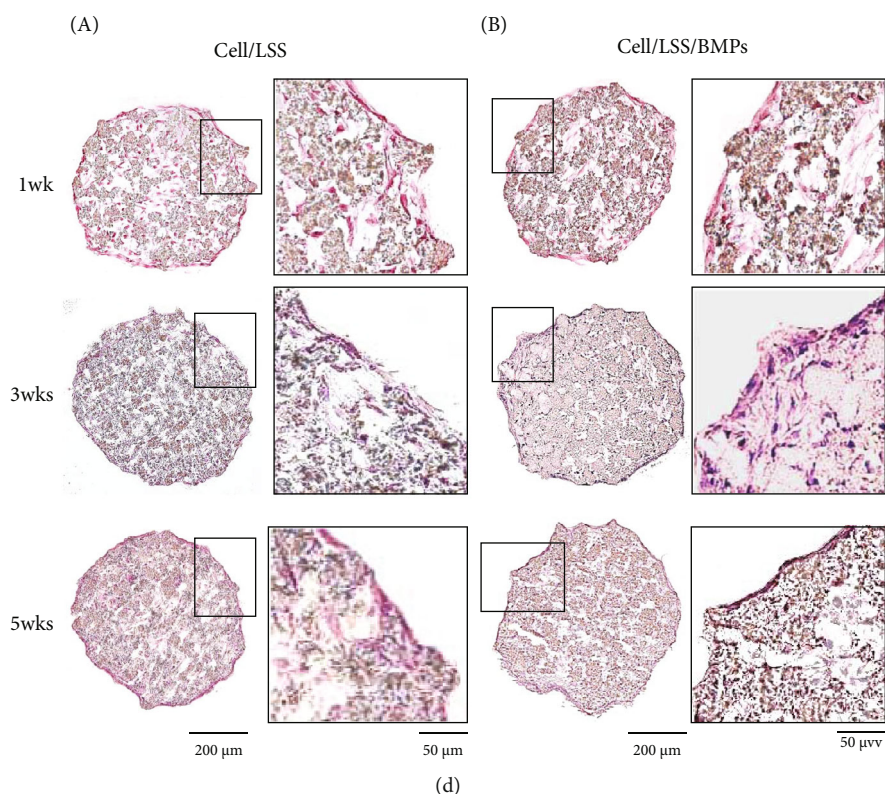 (A)
(B)
Cell/LSS
Cell/LSS/BMPs
1wk
3wks
5wks
200 μm
50 μm
200 μm
50 μvv
(d)